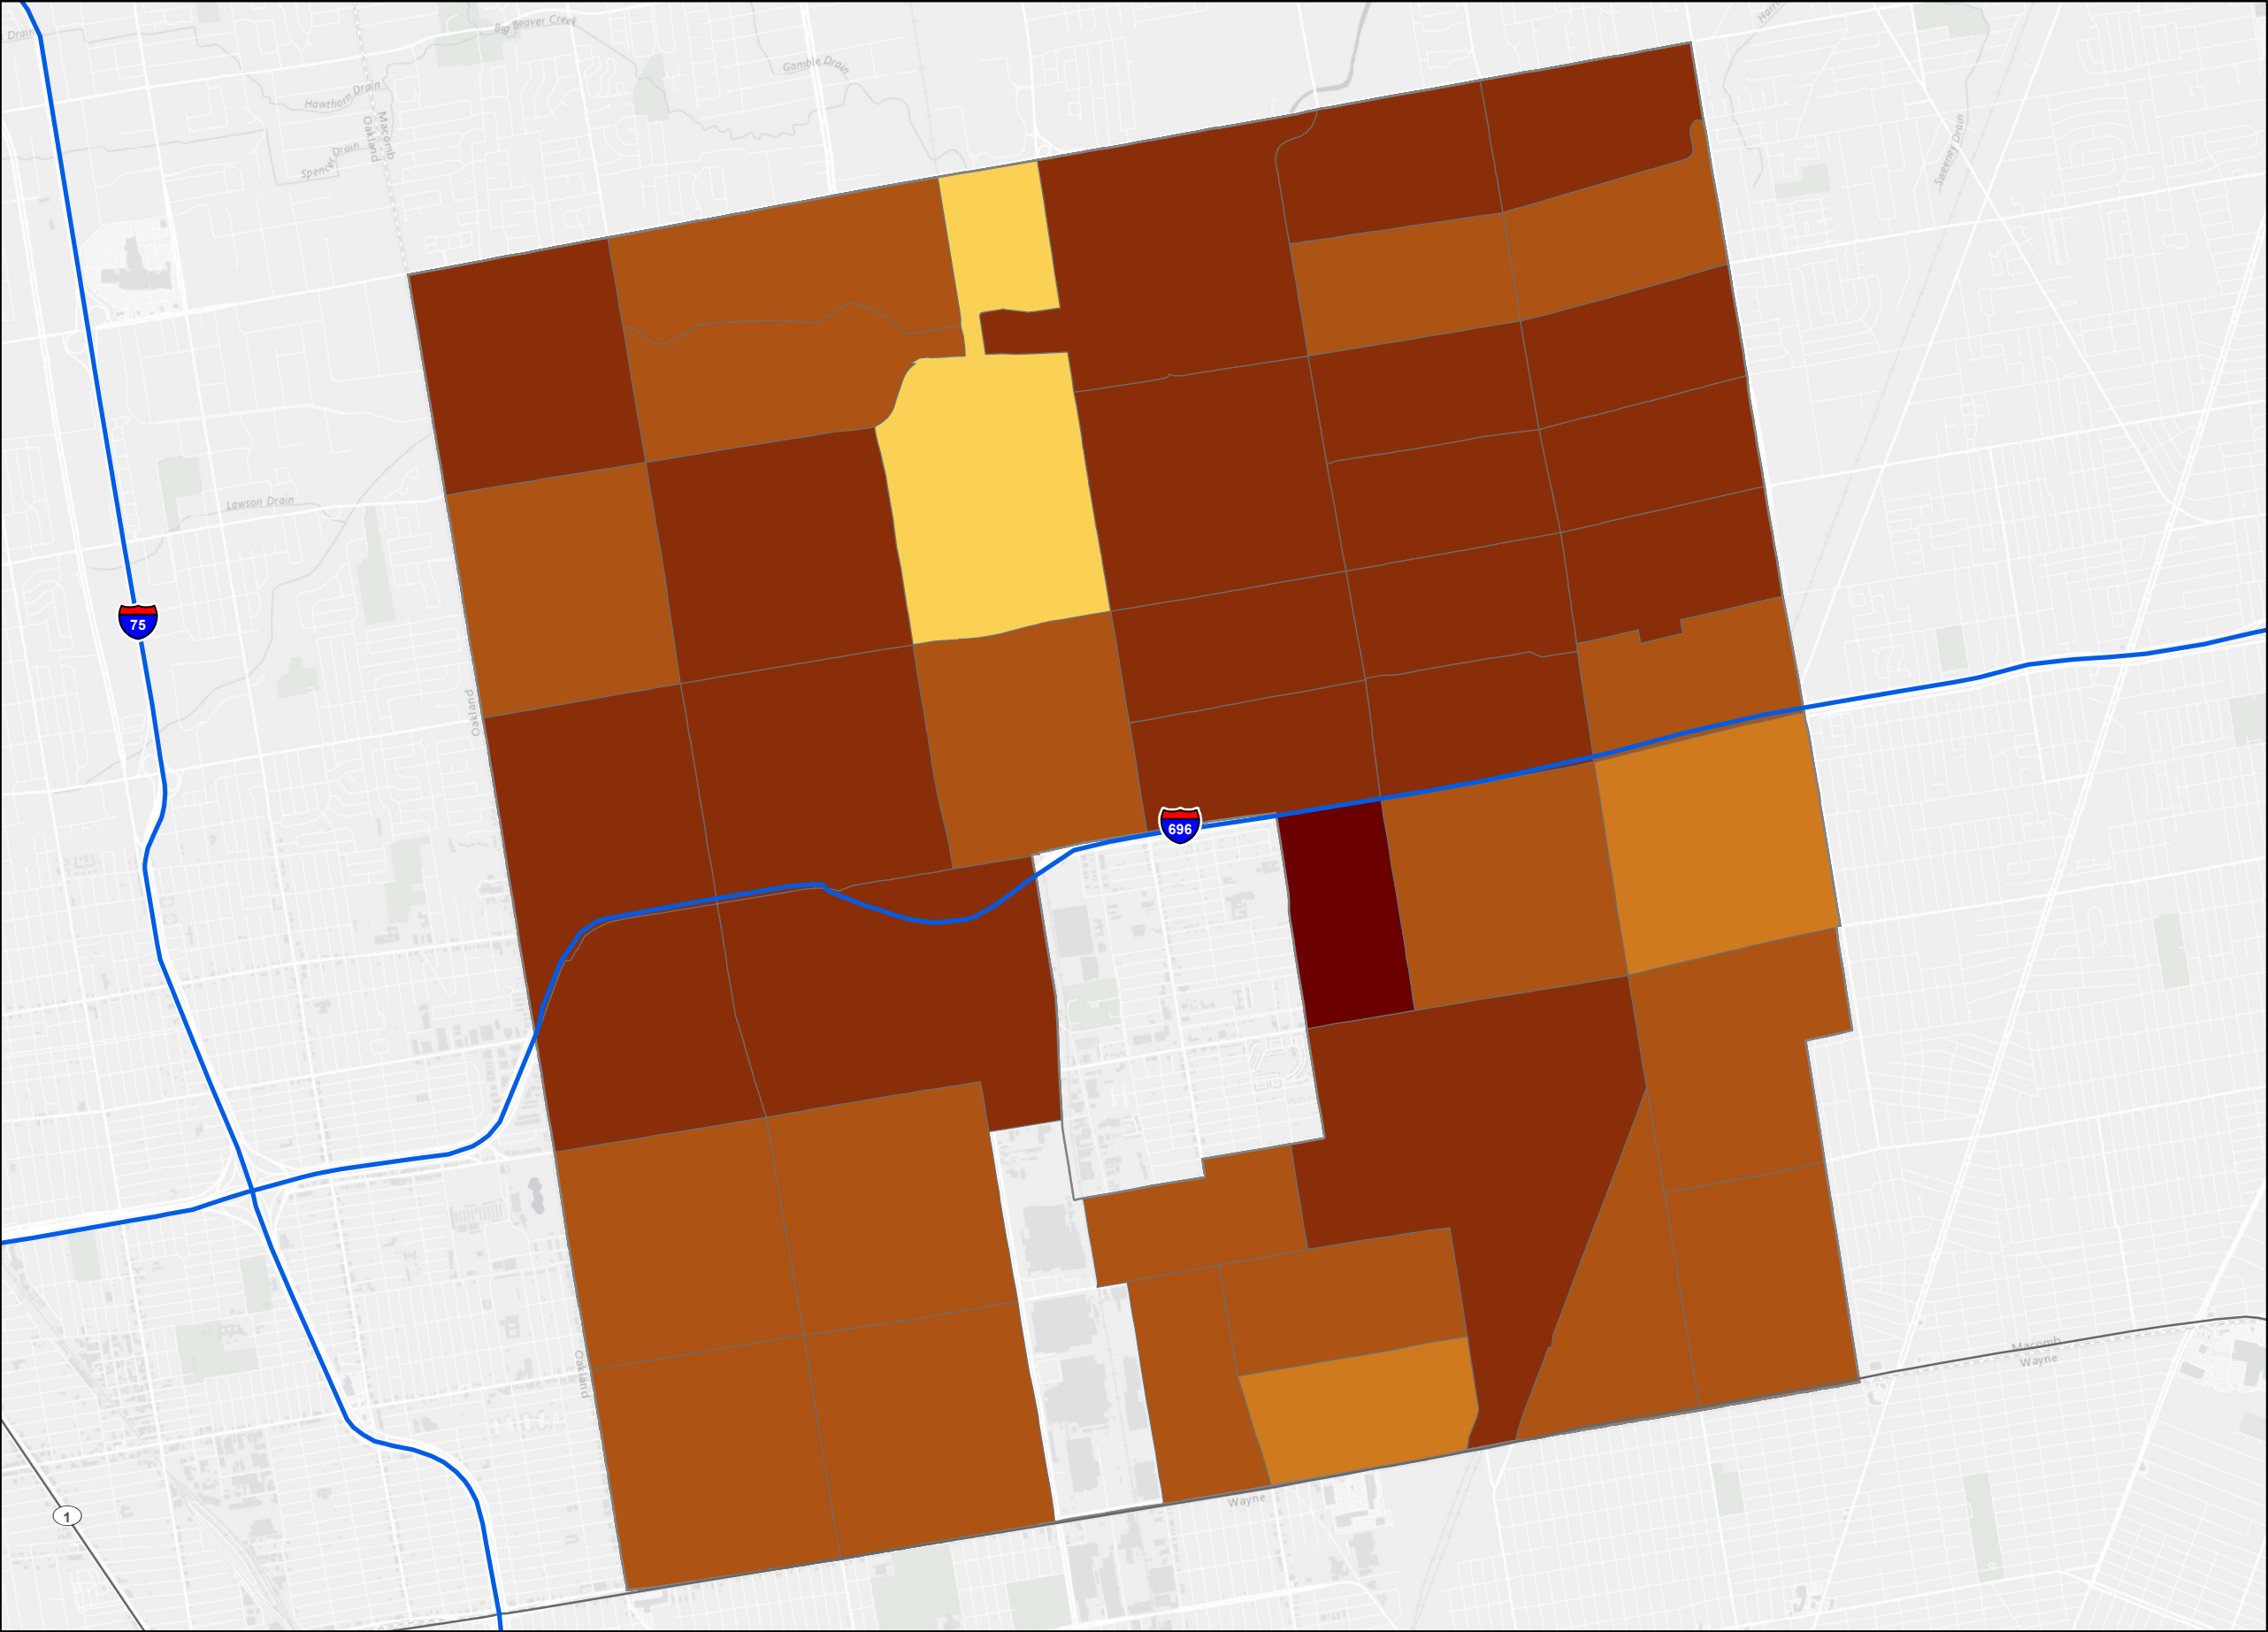 Drain
Big Beaver Creek
Gamble Drain
Hawthorn Drain
Macomb
Oakland
Spencer Drain
Sweeney Drain
Lawson Drain
75
Oakland
696
Oakland
Macomb
Wayne
Wayne
1